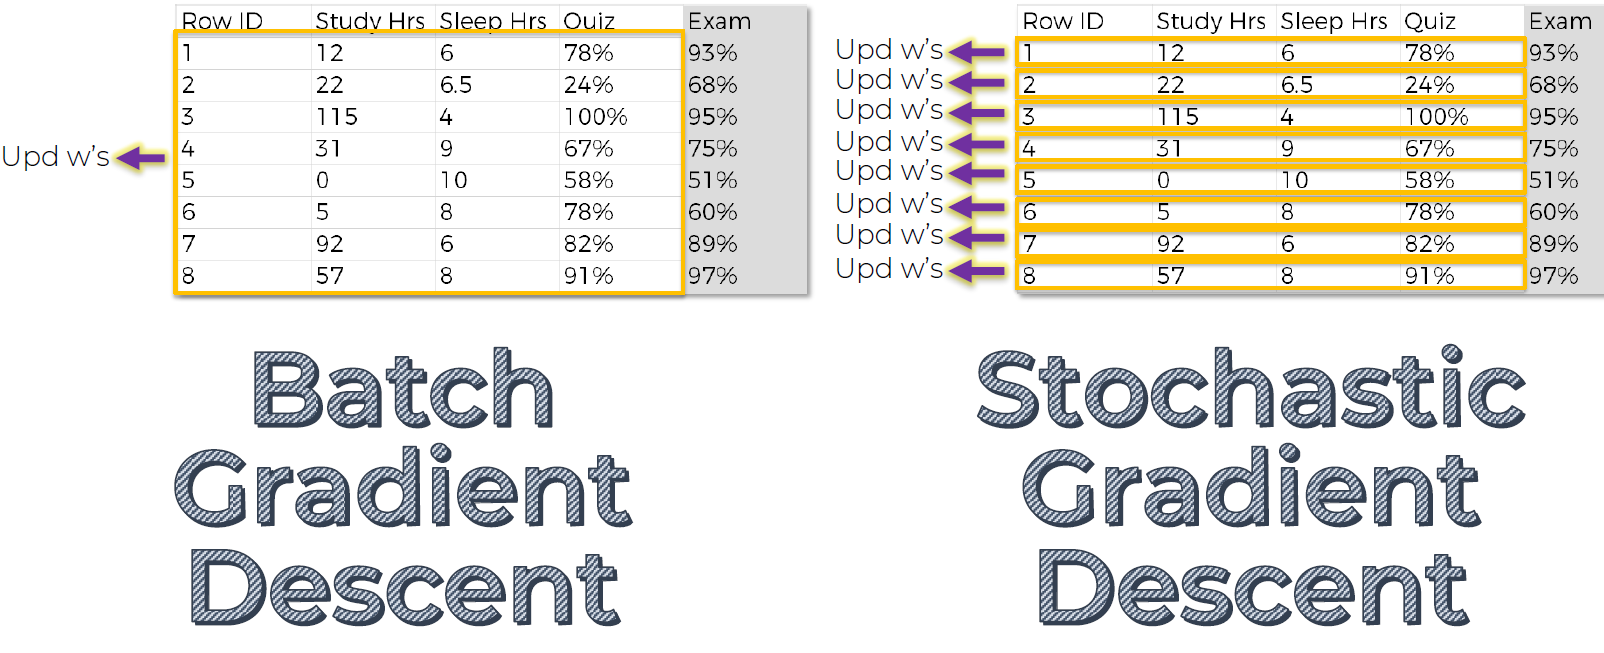 Row ID Study Hrs Sleep Hrs Quiz Exam
1 12 6 78% 93%
2 22 6.5 24% 68%
3 115 4 100% 95%
4 31 9 67% 75%
5 0 10 58% 51%
6 5 8 78% 60%
7 92 6 82% 89%
8 57 8 91% 97%
Upd w's
Batch
Gradient
Descent
Row ID Study Hrs Sleep Hrs Quiz Exam
Upd w's 1 12 6 78% 93%
Upd w's 2 22 6.5 24% 68%
Upd w's 3 115 4 100% 95%
Upd w's 4 31 9 67% 75%
Upd w's 5 0 10 58% 51%
Upd w's 6 5 8 78% 60%
Upd w's 7 92 6 82% 89%
Upd w's 8 57 8 91% 97%
Stochastic
Gradient
Descent